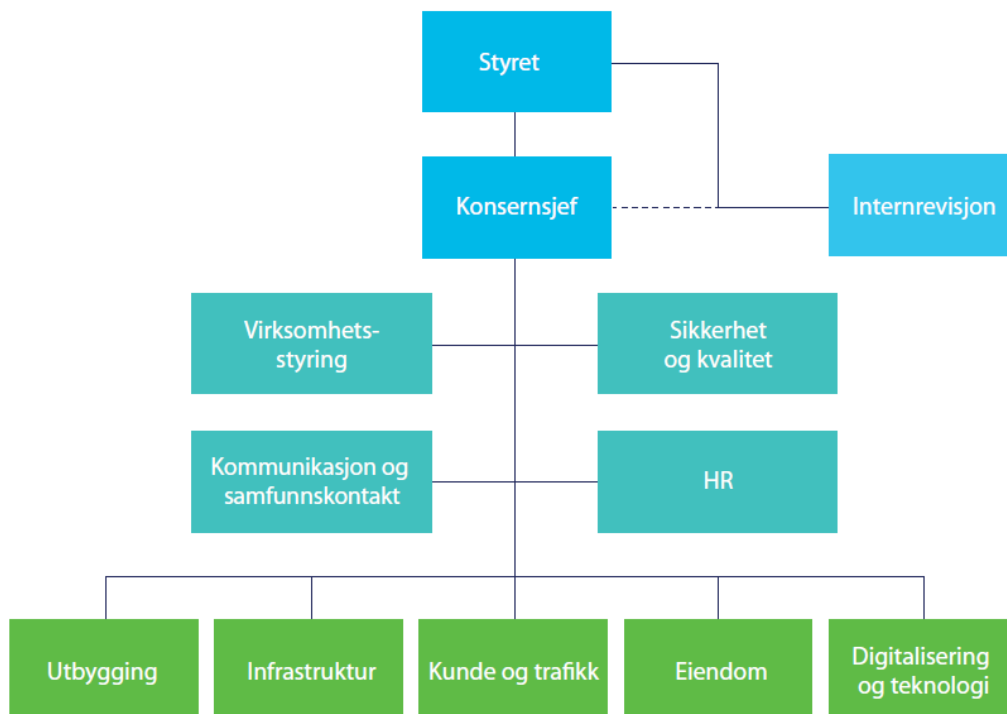 Styret
Konsernsjef
Internrevisjon
Virksomhets-
styring
Sikkerhet
og kvalitet
Kommunikasjon og
samfunnskontakt
HR
Utbygging
Infrastruktur
Kunde og trafikk
Eiendom
Digitalisering
og teknologi